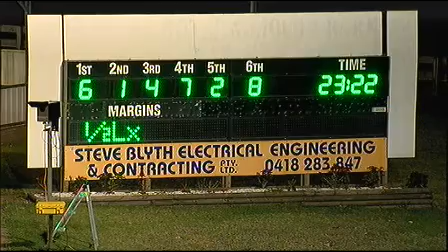 1ST 2ND 3RD 4TH 5TH 6TH TIME
6 1 4 7 2 8 23:22
MARGINS
1/2Lx
STEVE BLYTH ELECTRICAL ENGINEERING
& CONTRACTING PTY. LTD. 0418 283 847